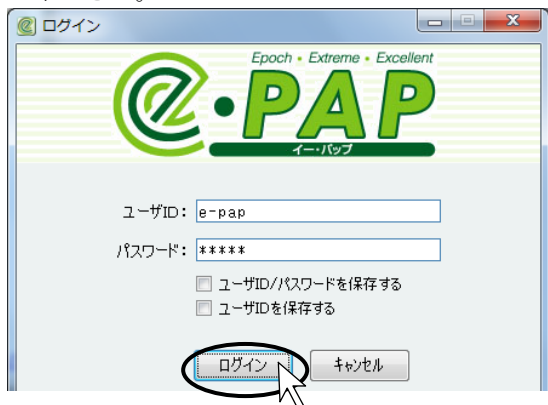 ログイン
Epoch・Extreme・Excellent
e・PAP
イー・パップ
ユーザID： e-pap
パスワード： *****
ユーザID/パスワードを保存する
ユーザIDを保存する
ログイン キャンセル